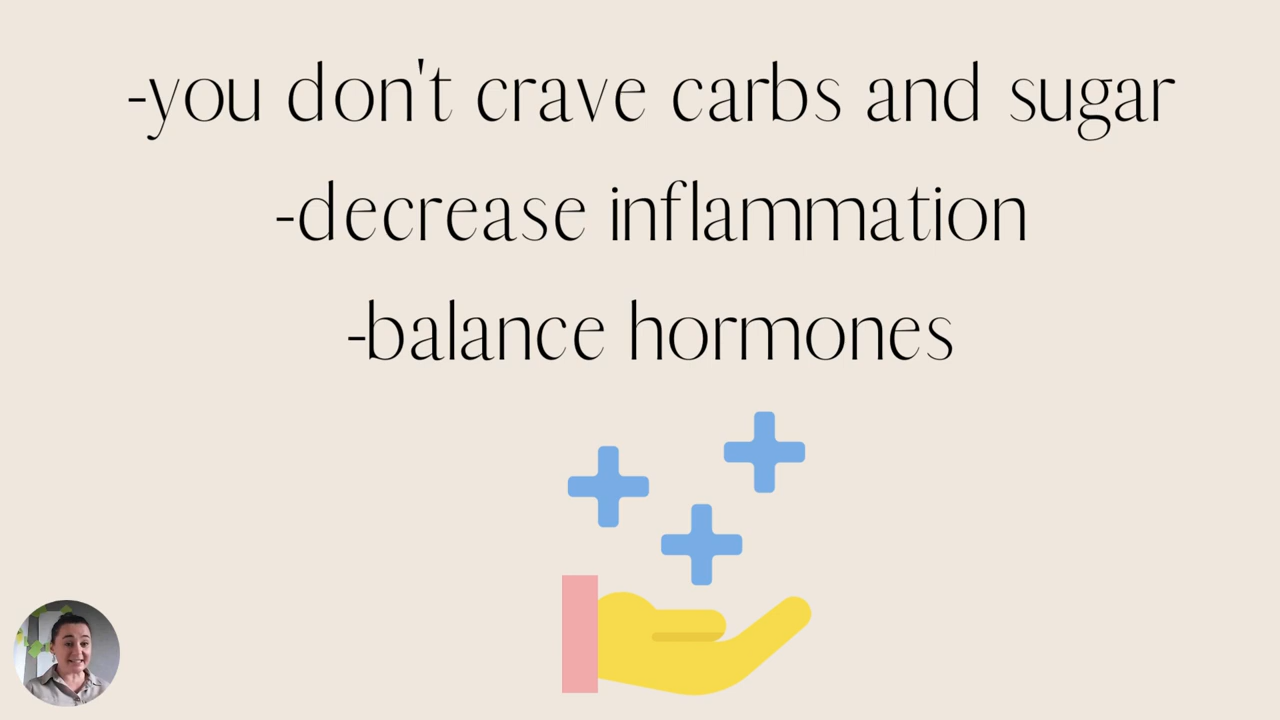 -you don't crave carbs and sugar
-decrease inflammation
-balance hormones